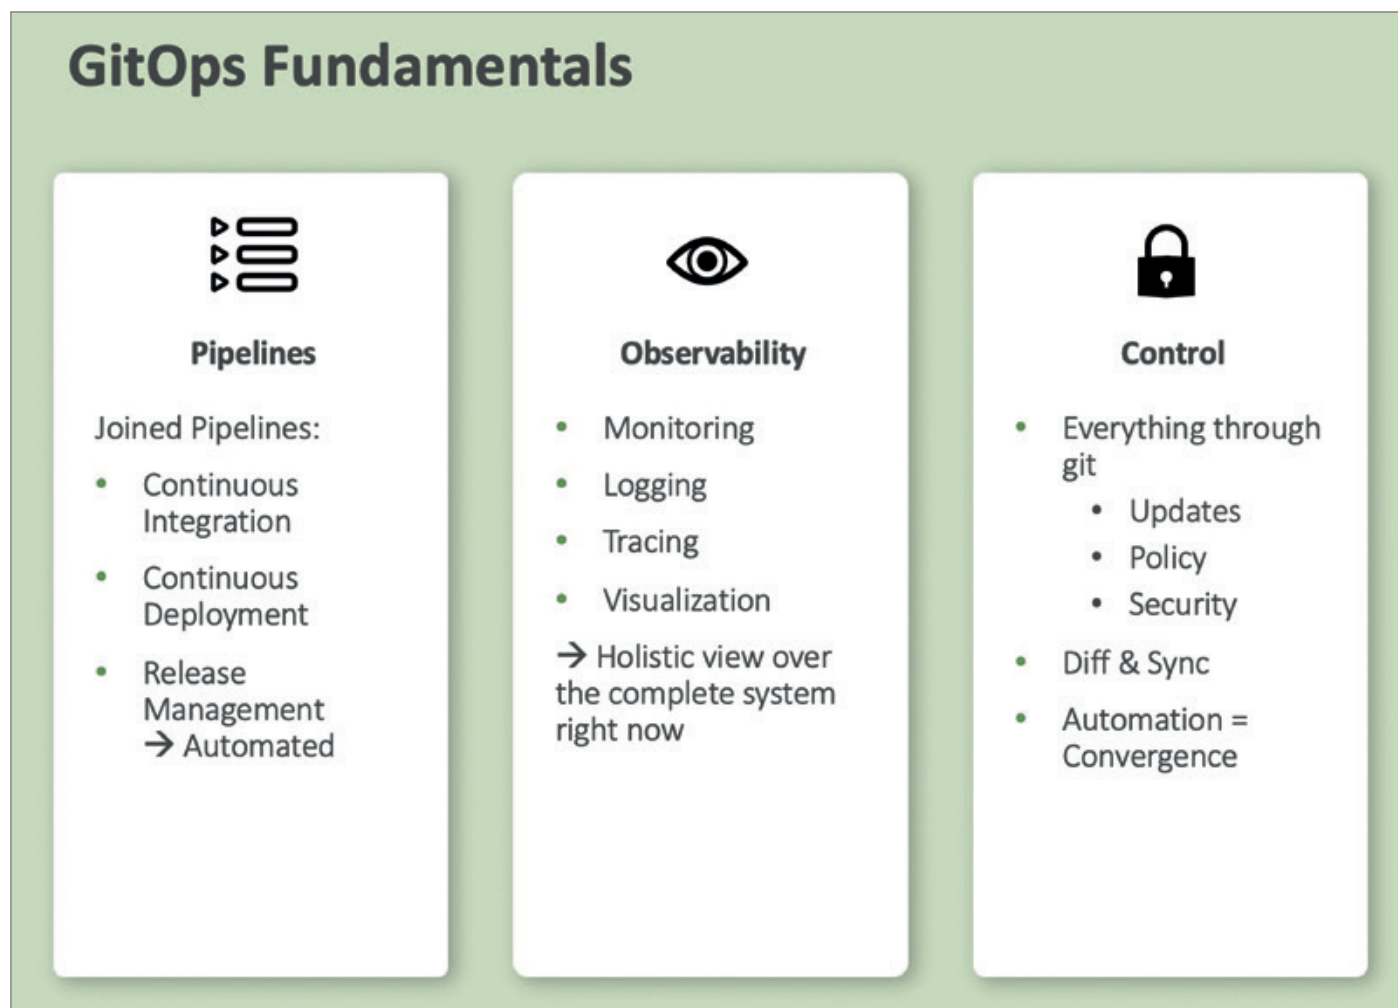 GitOps Fundamentals
Pipelines
Joined Pipelines:
• Continuous
Integration
• Continuous
Deployment
• Release
Management
→ Automated
Observability
• Monitoring
• Logging
• Tracing
• Visualization
→ Holistic view over
the complete system
right now
Control
• Everything through
git
• Updates
• Policy
• Security
• Diff & Sync
• Automation =
Convergence